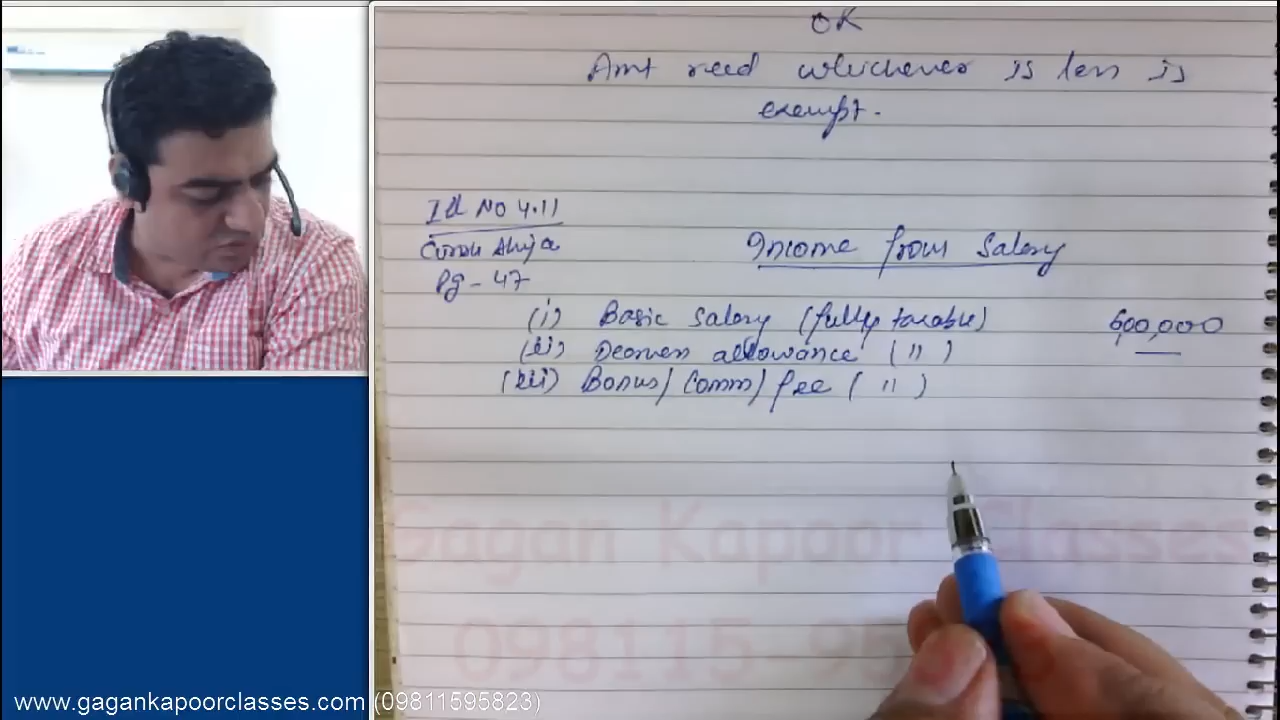 OK
Amt recd whichever is less is
exempt.
Ill No 4.11
Ahuja
Pg - 47
Income from Salary
(i) Basic Salary (fully taxable) 600,000
(ii) Dearness allowance ( " ) —
(iii) Bonus/ Comm/ fee ( " )
Gagan Kapoor Classes
098115-95
www.gagankapoorclasses.com (09811595823)